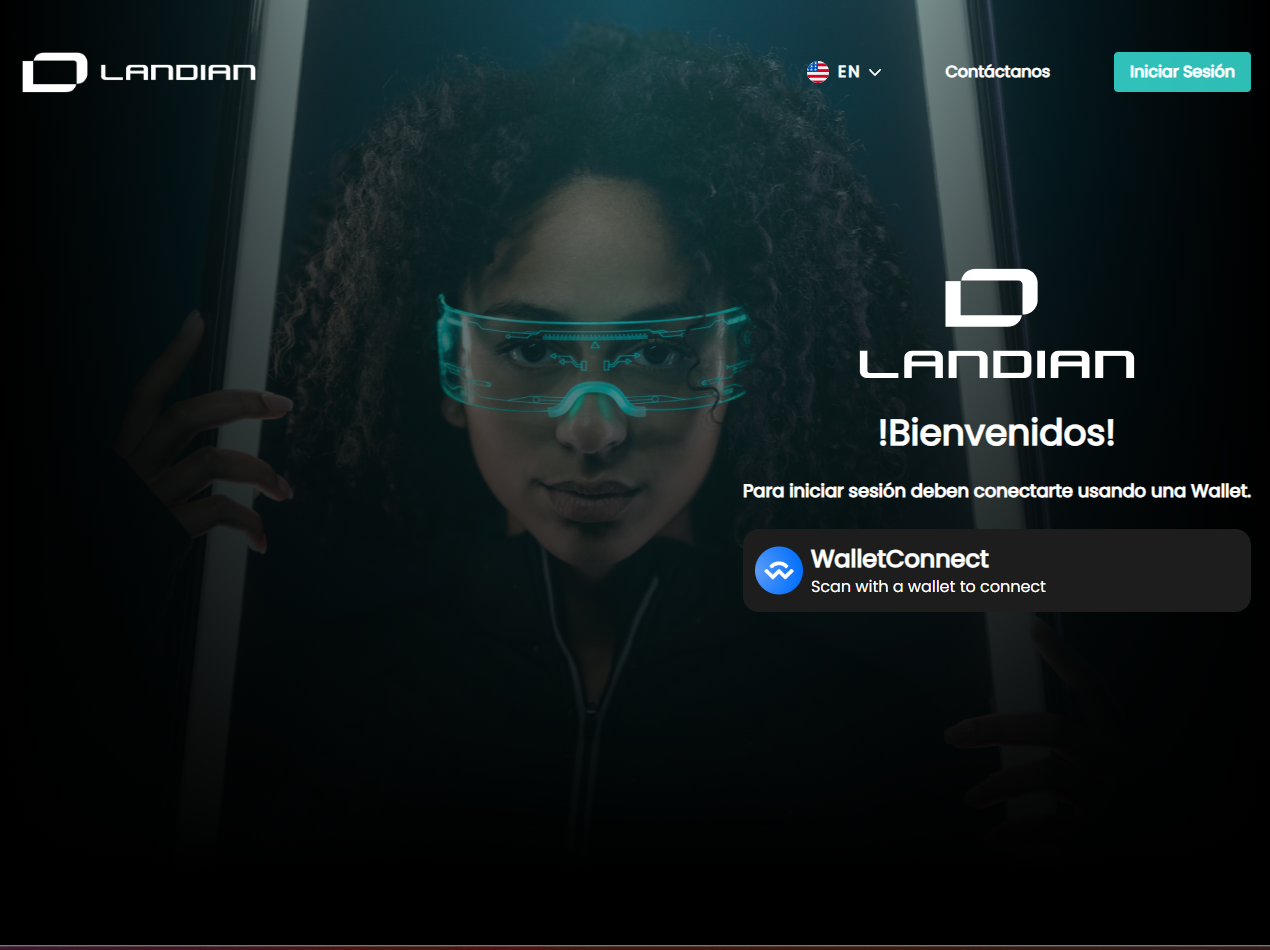 LANDIAN
EN
Contáctanos
Iniciar Sesión
LANDIAN
!Bienvenidos!
Para iniciar sesión deben conectarte usando una Wallet.
WalletConnect
Scan with a wallet to connect